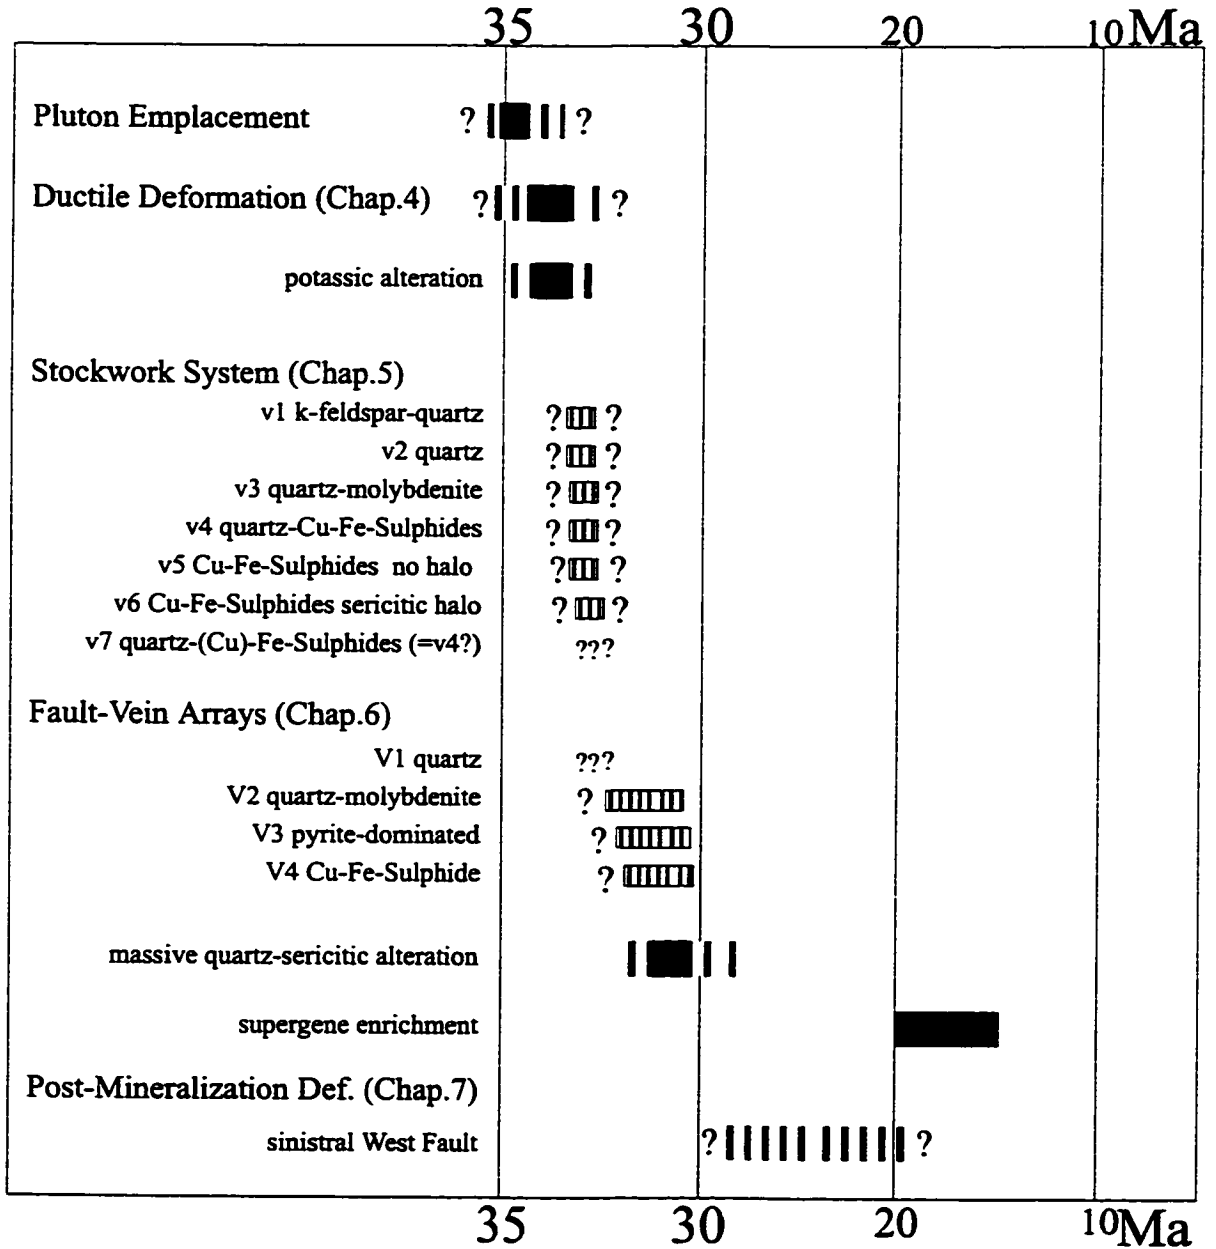 35 30 20 10 Ma
Pluton Emplacement ? ?
Ductile Deformation (Chap.4) ? ?
potassic alteration
Stockwork System (Chap.5)
v1 k-feldspar-quartz ? ?
v2 quartz ? ?
v3 quartz-molybdenite ? ?
v4 quartz-Cu-Fe-Sulphides ? ?
v5 Cu-Fe-Sulphides no halo ? ?
v6 Cu-Fe-Sulphides sericitic halo ? ?
v7 quartz-(Cu)-Fe-Sulphides (=v4?) ???
Fault-Vein Arrays (Chap.6)
V1 quartz ???
V2 quartz-molybdenite ?
V3 pyrite-dominated ?
V4 Cu-Fe-Sulphide ?
massive quartz-sericitic alteration
supergene enrichment
Post-Mineralization Def. (Chap.7)
sinistral West Fault ? ?
35 30 20 10 Ma